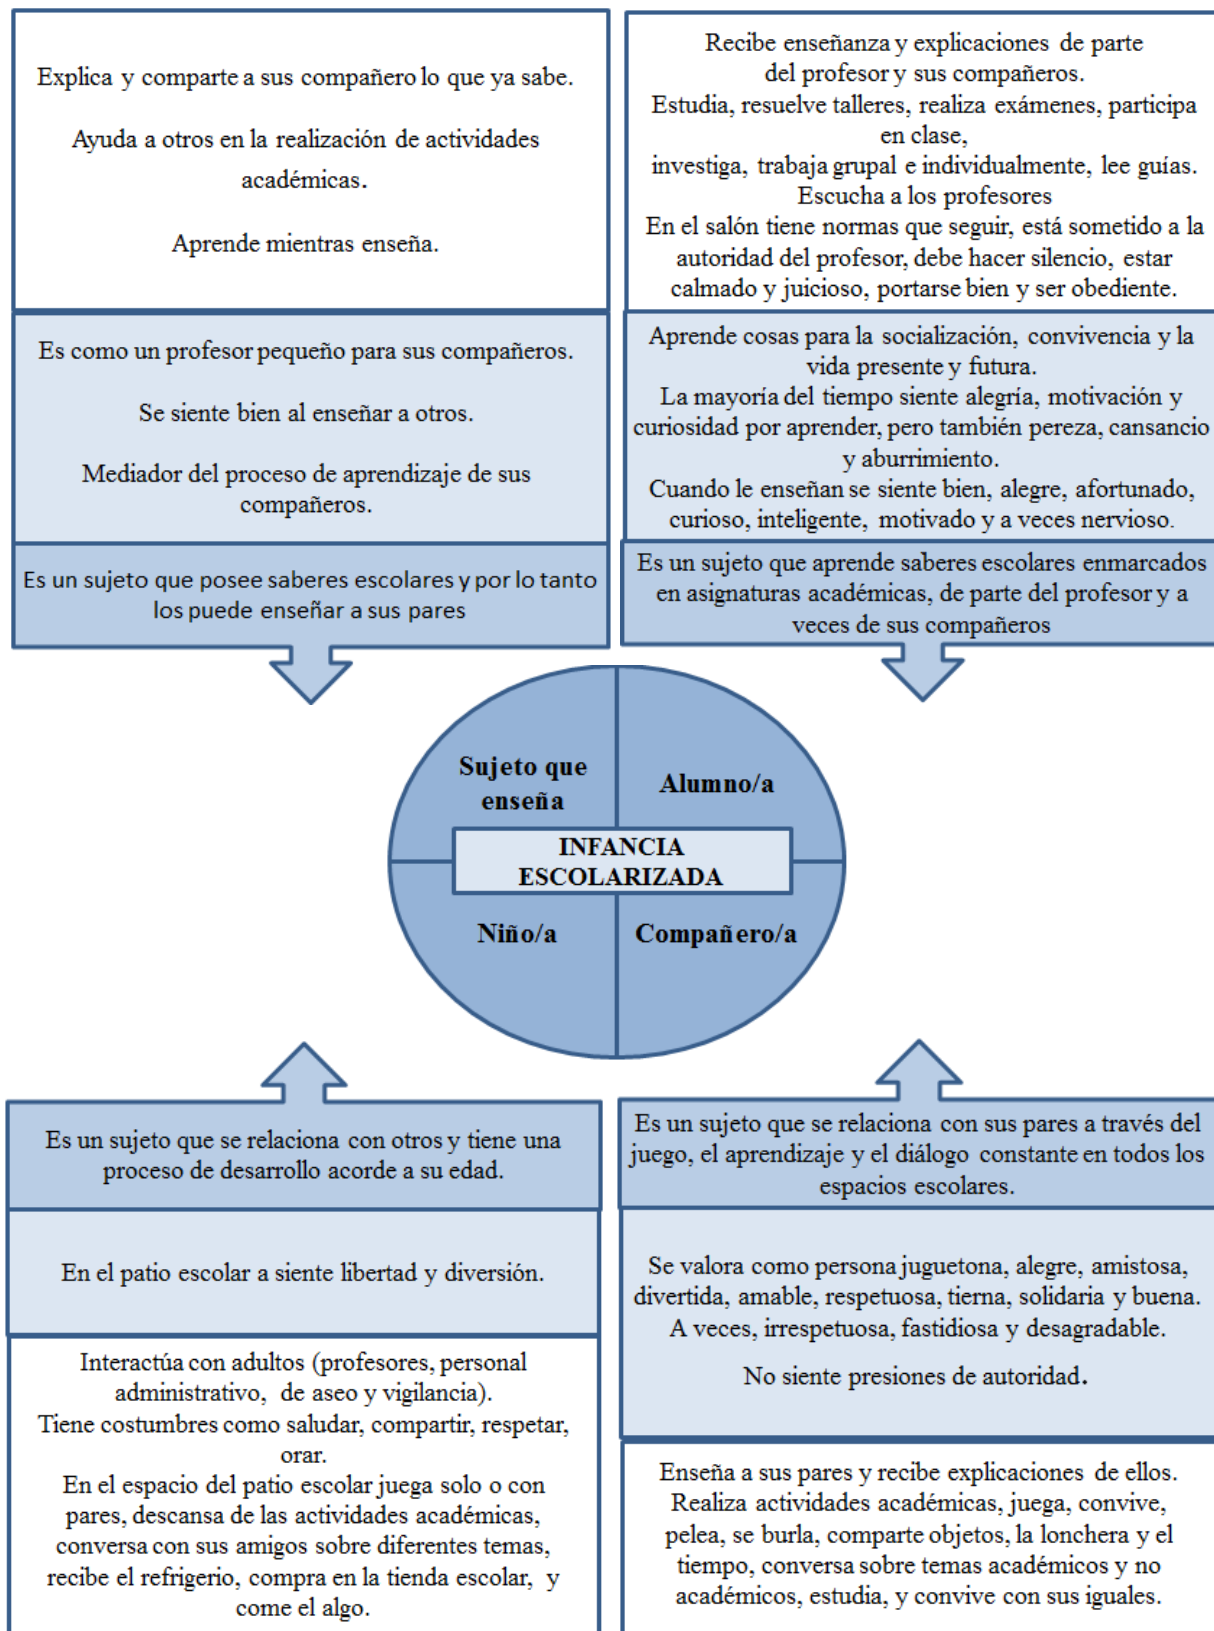 Explica y comparte a sus compañero lo que ya sabe.
Ayuda a otros en la realización de actividades
académicas.
Aprende mientras enseña.
Es como un profesor pequeño para sus compañeros.
Se siente bien al enseñar a otros.
Mediador del proceso de aprendizaje de sus
compañeros.
Es un sujeto que posee saberes escolares y por lo tanto
los puede enseñar a sus pares
Recibe enseñanza y explicaciones de parte
del profesor y sus compañeros.
Estudia, resuelve talleres, realiza exámenes, participa
en clase,
investiga, trabaja grupal e individualmente, lee guías.
Escucha a los profesores
En el salón tiene normas que seguir, está sometido a la
autoridad del profesor, debe hacer silencio, estar
calmado y juicioso, portarse bien y ser obediente.
Aprende cosas para la socialización, convivencia y la
vida presente y futura.
La mayoría del tiempo siente alegría, motivación y
curiosidad por aprender, pero también pereza, cansancio
y aburrimiento.
Cuando le enseñan se siente bien, alegre, afortunado,
curioso, inteligente, motivado y a veces nervioso.
Es un sujeto que aprende saberes escolares enmarcados
en asignaturas académicas, de parte del profesor y a
veces de sus compañeros
Sujeto que
enseña
Alumno/a
INFANCIA
ESCOLARIZADA
Niño/a
Compañero/a
Es un sujeto que se relaciona con otros y tiene una
proceso de desarrollo acorde a su edad.
En el patio escolar a siente libertad y diversión.
Interactúa con adultos (profesores, personal
administrativo, de aseo y vigilancia).
Tiene costumbres como saludar, compartir, respetar,
orar.
En el espacio del patio escolar juega solo o con
pares, descansa de las actividades académicas,
conversa con sus amigos sobre diferentes temas,
recibe el refrigerio, compra en la tienda escolar, y
come el algo.
Es un sujeto que se relaciona con sus pares a través del
juego, el aprendizaje y el diálogo constante en todos los
espacios escolares.
Se valora como persona juguetona, alegre, amistosa,
divertida, amable, respetuosa, tierna, solidaria y buena.
A veces, irrespetuosa, fastidiosa y desagradable.
No siente presiones de autoridad.
Enseña a sus pares y recibe explicaciones de ellos.
Realiza actividades académicas, juega, convive,
pelea, se burla, comparte objetos, la lonchera y el
tiempo, conversa sobre temas académicos y no
académicos, estudia, y convive con sus iguales.